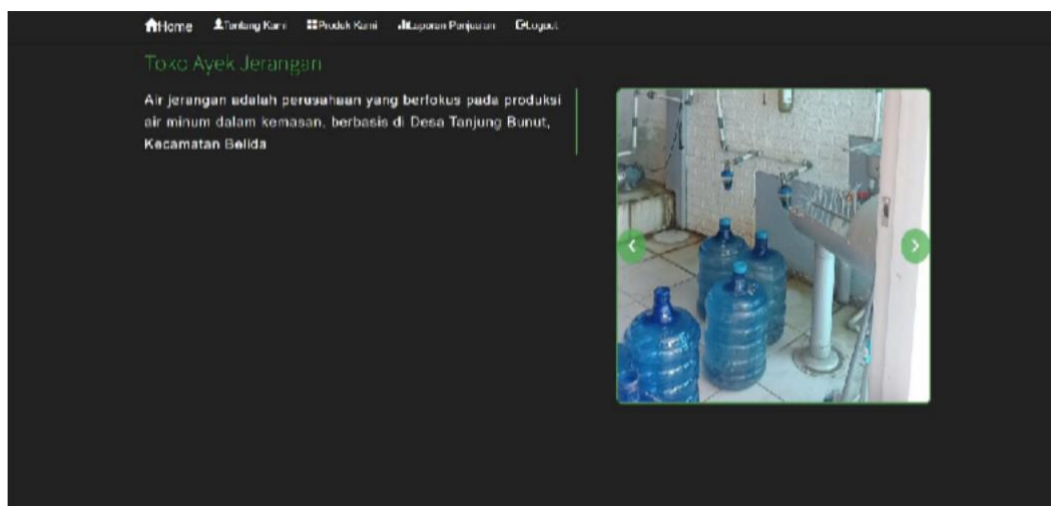 Home Tentang Kami Produk Kami Laporan Penjualan Logout
Toko Ayek Jerangan
Air jerangan adalah perusahaan yang berfokus pada produksi
air minum dalam kemasan, berbasis di Desa Tanjung Bunut,
Kecamatan Belida